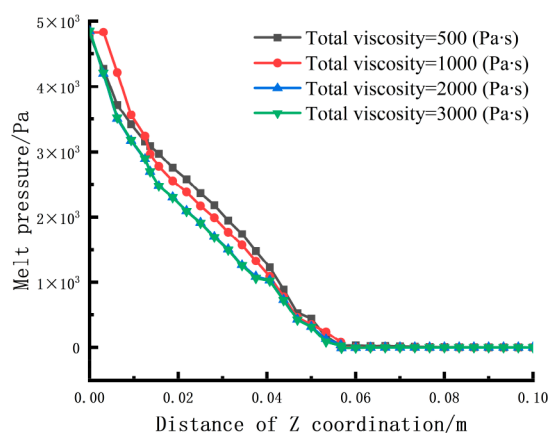 Total viscosity=500 (Pa·s)
Total viscosity=1000 (Pa·s)
Total viscosity=2000 (Pa·s)
Total viscosity=3000 (Pa·s)
Melt pressure/Pa
5×10³
4×10³
3×10³
2×10³
1×10³
0
0.00 0.02 0.04 0.06 0.08 0.10
Distance of Z coordination/m